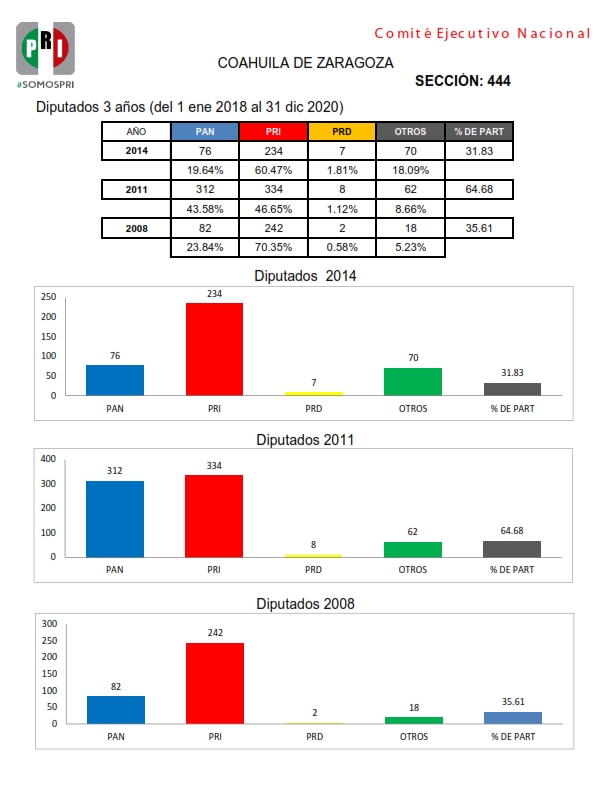 Comité Ejecutivo Nacional
PRI
#SOMOSPRI
COAHUILA DE ZARAGOZA
SECCIÓN: 444
Diputados 3 años (del 1 ene 2018 al 31 dic 2020)
AÑO PAN PRI PRD OTROS % DE PART
2014 76 234 7 70 31.83
19.64% 60.47% 1.81% 18.09%
2011 312 334 8 62 64.68
43.58% 46.65% 1.12% 8.66%
2008 82 242 2 18 35.61
23.84% 70.35% 0.58% 5.23%
Diputados 2014
250
200
150
100
50
0
76 234 7 70 31.83
PAN PRI PRD OTROS % DE PART
Diputados 2011
400
300
200
100
0
312 334 8 62 64.68
PAN PRI PRD OTROS % DE PART
Diputados 2008
300
250
200
150
100
50
0
82 242 2 18 35.61
PAN PRI PRD OTROS % DE PART